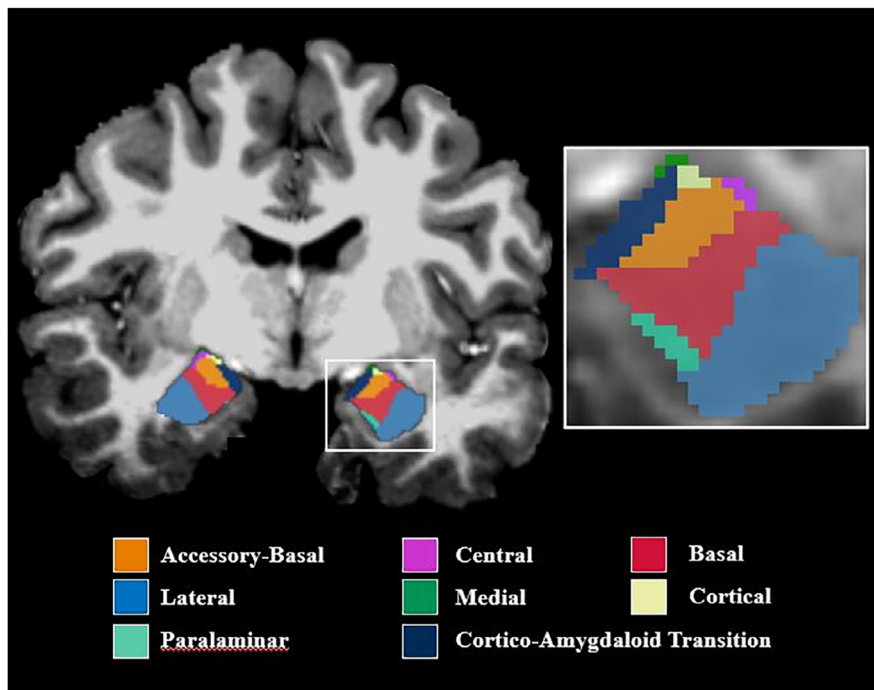 Accessory-Basal
Central
Basal
Lateral
Medial
Cortical
Paralaminar
Cortico-Amygdaloid Transition